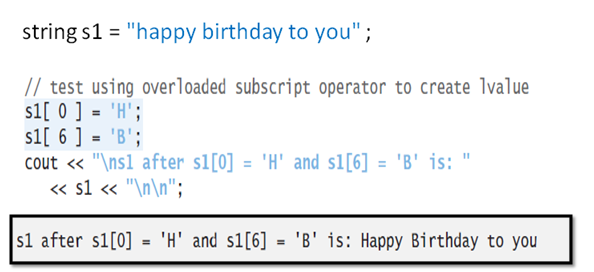 string s1 = "happy birthday to you" ;
// test using overloaded subscript operator to create lvalue
s1[ 0 ] = 'H';
s1[ 6 ] = 'B';
cout << "\ns1 after s1[0] = 'H' and s1[6] = 'B' is: "
<< s1 << "\n\n";
s1 after s1[0] = 'H' and s1[6] = 'B' is: Happy Birthday to you